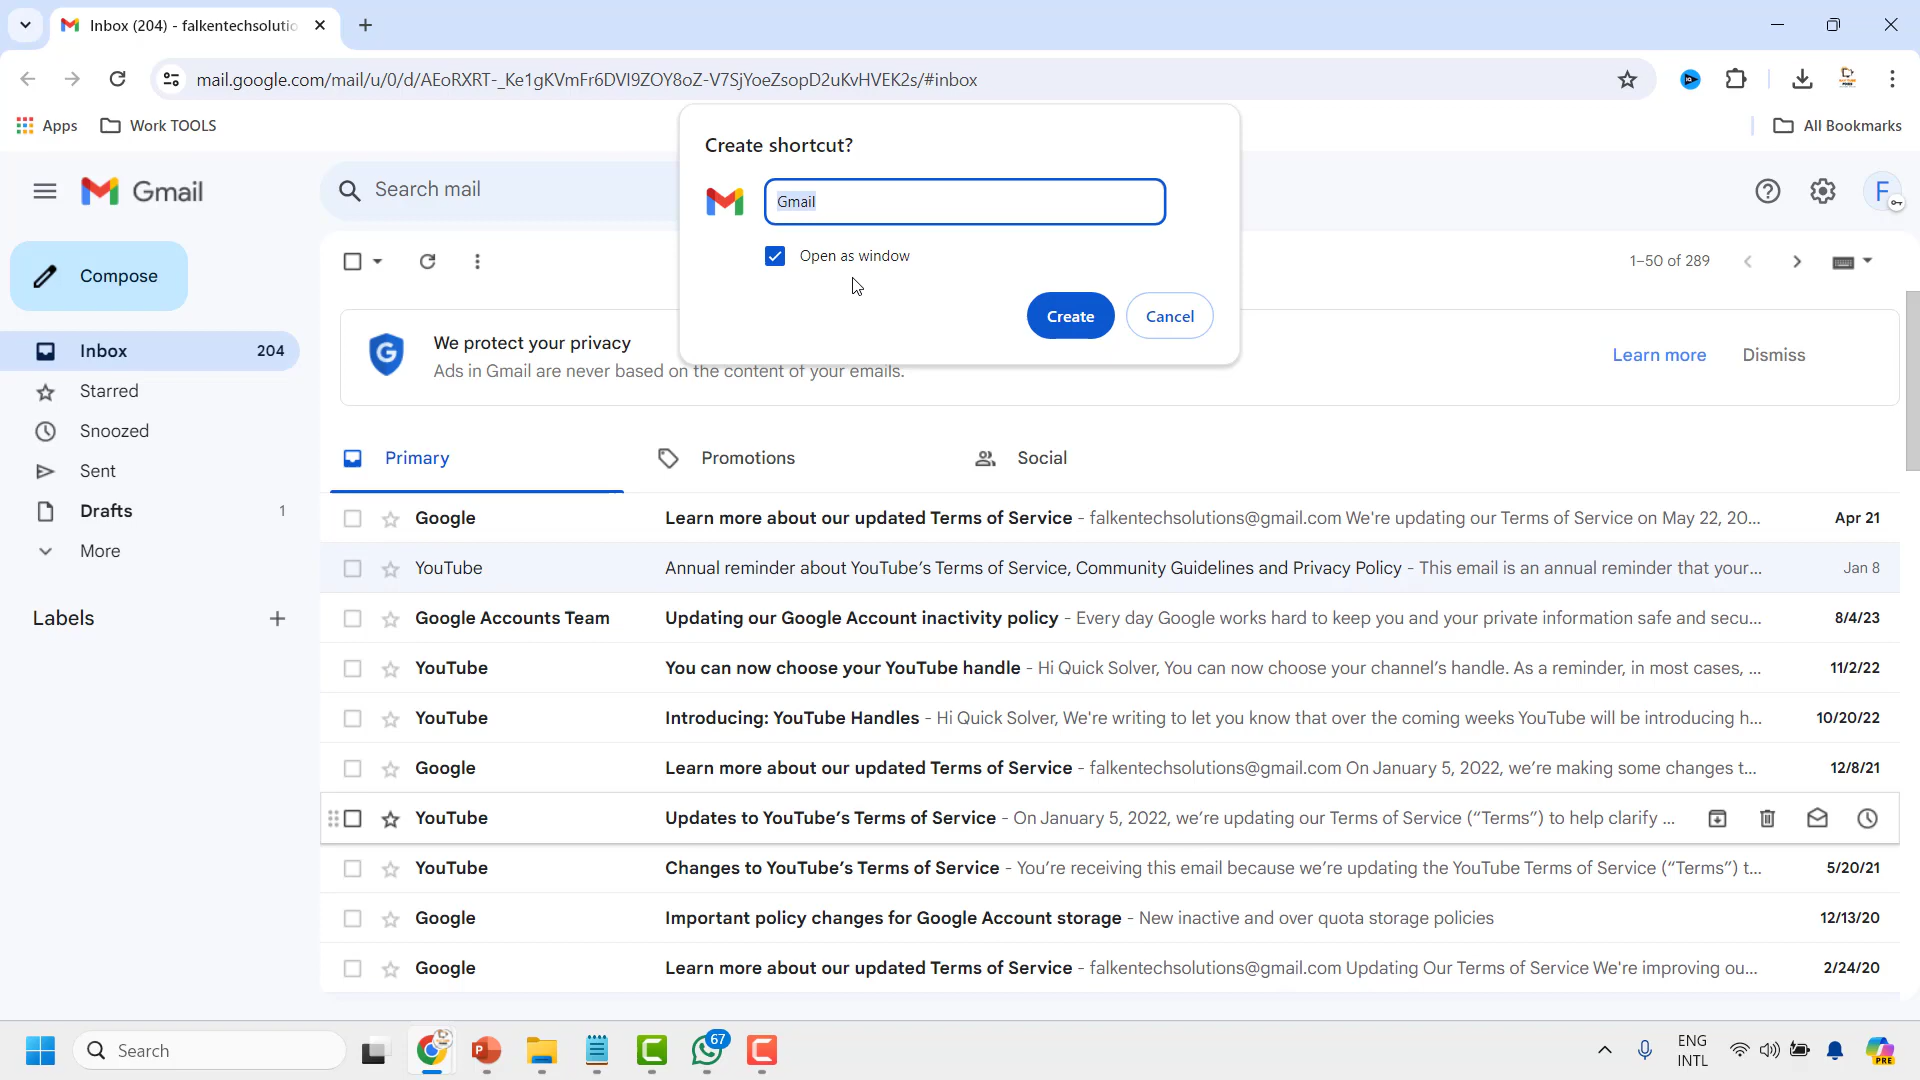 Inbox (204) - falkentechsolutio
mail.google.com/mail/u/0/d/AEoRXRT-_Ke1gKVmFr6DVI9ZOY8oZ-V7SjYoeZsopD2uKvHVEK2s/#inbox
Apps
Work TOOLS
All Bookmarks
Create shortcut?
Gmail
Open as window
Create
Cancel
Gmail
Search mail
F
Compose
1–50 of 289
Inbox 204
Starred
Snoozed
Sent
Drafts 1
More
Labels
We protect your privacy
Ads in Gmail are never based on the content of your emails.
Learn more
Dismiss
Primary
Promotions
Social
Google Learn more about our updated Terms of Service - falkentechsolutions@gmail.com We're updating our Terms of Service on May 22, 20... Apr 21
YouTube Annual reminder about YouTube's Terms of Service, Community Guidelines and Privacy Policy - This email is an annual reminder that your... Jan 8
Google Accounts Team Updating our Google Account inactivity policy - Every day Google works hard to keep you and your private information safe and secu... 8/4/23
YouTube You can now choose your YouTube handle - Hi Quick Solver, You can now choose your channel's handle. As a reminder, in most cases, ... 11/2/22
YouTube Introducing: YouTube Handles - Hi Quick Solver, We're writing to let you know that over the coming weeks YouTube will be introducing h... 10/20/22
Google Learn more about our updated Terms of Service - falkentechsolutions@gmail.com On January 5, 2022, we're making some changes t... 12/8/21
YouTube Updates to YouTube's Terms of Service - On January 5, 2022, we're updating our Terms of Service (“Terms”) to help clarify ...
YouTube Changes to YouTube's Terms of Service - You're receiving this email because we're updating the YouTube Terms of Service (“Terms”) t... 5/20/21
Google Important policy changes for Google Account storage - New inactive and over quota storage policies 12/13/20
Google Learn more about our updated Terms of Service - falkentechsolutions@gmail.com Updating Our Terms of Service We're improving ou... 2/24/20
Search
67
ENG
INTL
PRE